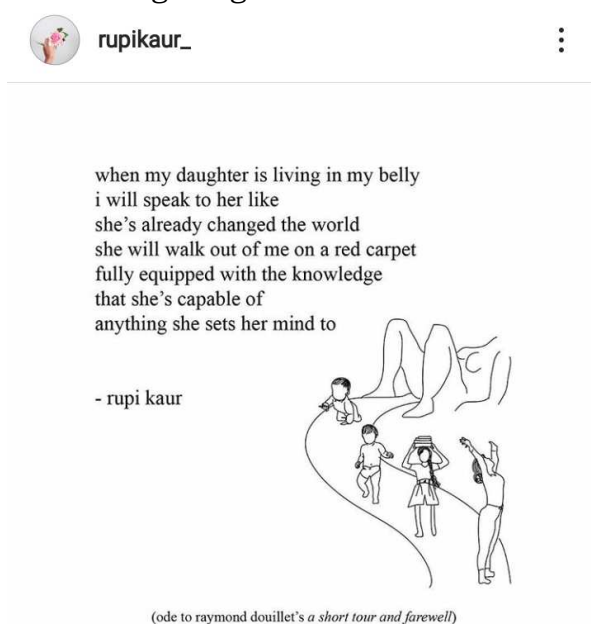 rupikaur_
when my daughter is living in my belly
i will speak to her like
she's already changed the world
she will walk out of me on a red carpet
fully equipped with the knowledge
that she's capable of
anything she sets her mind to
- rupi kaur
(ode to raymond douillet's a short tour and farewell)